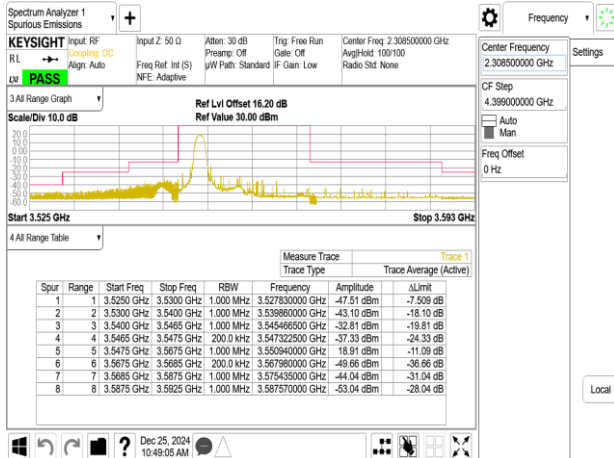 Spectrum Analyzer 1
Spurious Emissions
Frequency
KEYSIGHT Input: RF Input Z: 50 Ω Atten: 30 dB Trig: Free Run Center Freq: 2.308500000 GHz
Coupling: DC Preamp: Off Gate: Off Avg|Hold: 100/100
RL Align: Auto Freq Ref: Int (S) µW Path: Standard IF Gain: Low Radio Std: None
NFE: Adaptive
LXI PASS
Center Frequency
2.308500000 GHz
Settings
CF Step
4.399000000 GHz
Auto
Man
Freq Offset
0 Hz
3 All Range Graph
Ref Lvl Offset 16.20 dB
Scale/Div 10.0 dB Ref Value 30.00 dBm
20.0
10.0
0.00
-10.0
-20.0
-30.0
-40.0
-50.0
-60.0
Start 3.525 GHz Stop 3.593 GHz
4 All Range Table
Measure Trace Trace 1
Trace Type Trace Average (Active)
Spur Range Start Freq Stop Freq RBW Frequency Amplitude ΔLimit
1 1 3.5250 GHz 3.5300 GHz 1.000 MHz 3.527830000 GHz -47.51 dBm -7.509 dB
2 2 3.5300 GHz 3.5400 GHz 1.000 MHz 3.539860000 GHz -43.10 dBm -18.10 dB
3 3 3.5400 GHz 3.5465 GHz 1.000 MHz 3.545466500 GHz -32.81 dBm -19.81 dB
4 4 3.5465 GHz 3.5475 GHz 200.0 kHz 3.547322500 GHz -37.33 dBm -24.33 dB
5 5 3.5475 GHz 3.5675 GHz 1.000 MHz 3.550940000 GHz 18.91 dBm -11.09 dB
6 6 3.5675 GHz 3.5685 GHz 200.0 kHz 3.567980000 GHz -49.66 dBm -36.66 dB
7 7 3.5685 GHz 3.5875 GHz 1.000 MHz 3.575435000 GHz -44.04 dBm -31.04 dB
8 8 3.5875 GHz 3.5925 GHz 1.000 MHz 3.587570000 GHz -53.04 dBm -28.04 dB
Local
Dec 25, 2024
10:49:05 AM